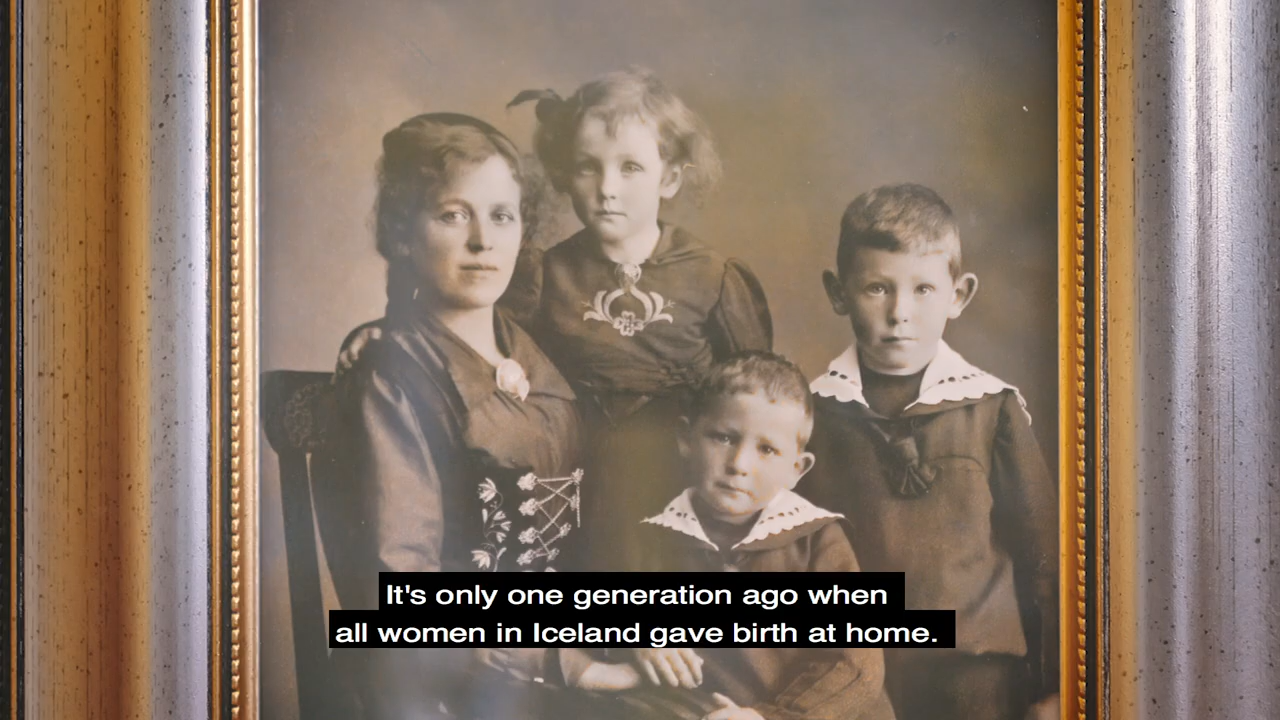 It's only one generation ago when
all women in Iceland gave birth at home.